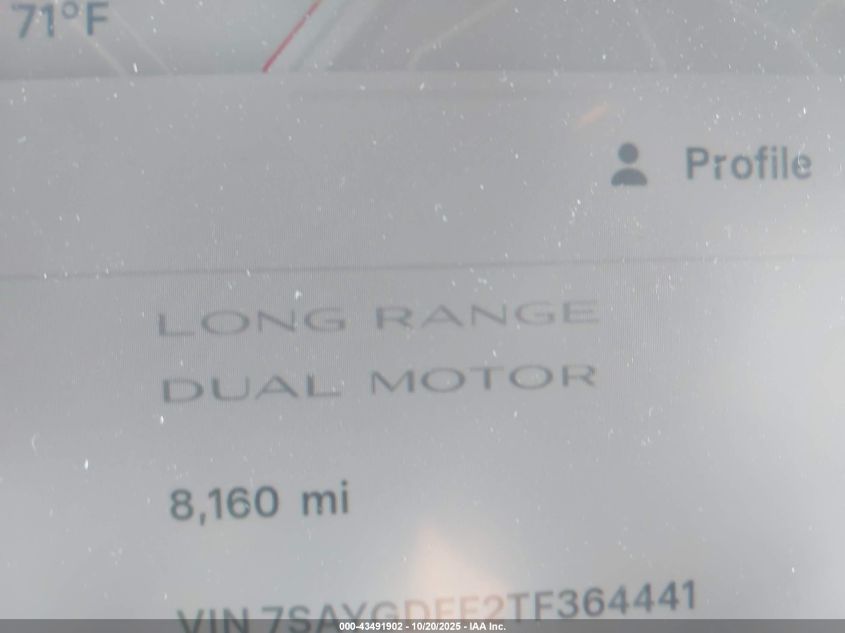 71°F
Profile
LONG RANGE
DUAL MOTOR
8,160 mi
VIN 7SAYGDEE2TF364441
000-43491902 - 10/20/2025 - IAA Inc.